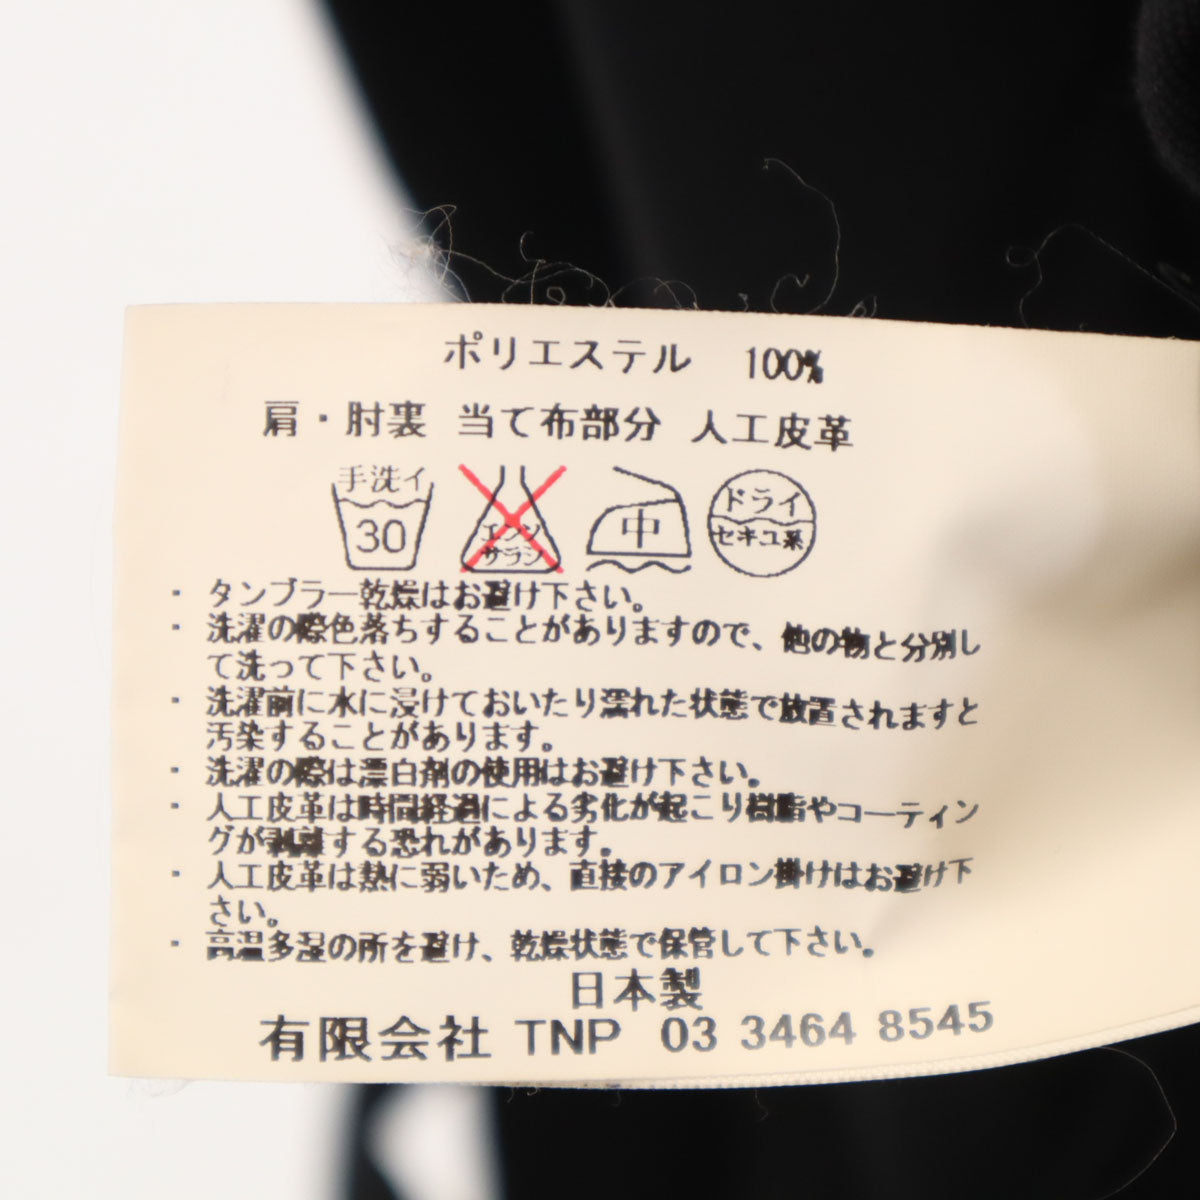 ポリエステル 100%
肩・肘裏 当て布部分 人工皮革
手洗イ
30
エンソ
サラシ
中
ドライ
セキユ系
・ タンブラー乾燥はお避け下さい。
・ 洗濯の際色落ちすることがありますので、他の物と分別し
て洗って下さい。
・ 洗濯前に水に浸けておいたり濡れた状態で放置されますと
汚染することがあります。
・ 洗濯の際は漂白剤の使用はお避け下さい。
・ 人工皮革は時間経過による劣化が起こり樹脂やコーティン
グが剥離する恐れがあります。
・ 人工皮革は熱に弱いため、直接のアイロン掛けはお避け下
さい。
・ 高温多湿の所を避け、乾燥状態で保管して下さい。
日本製
有限会社 TNP 03 3464 8545